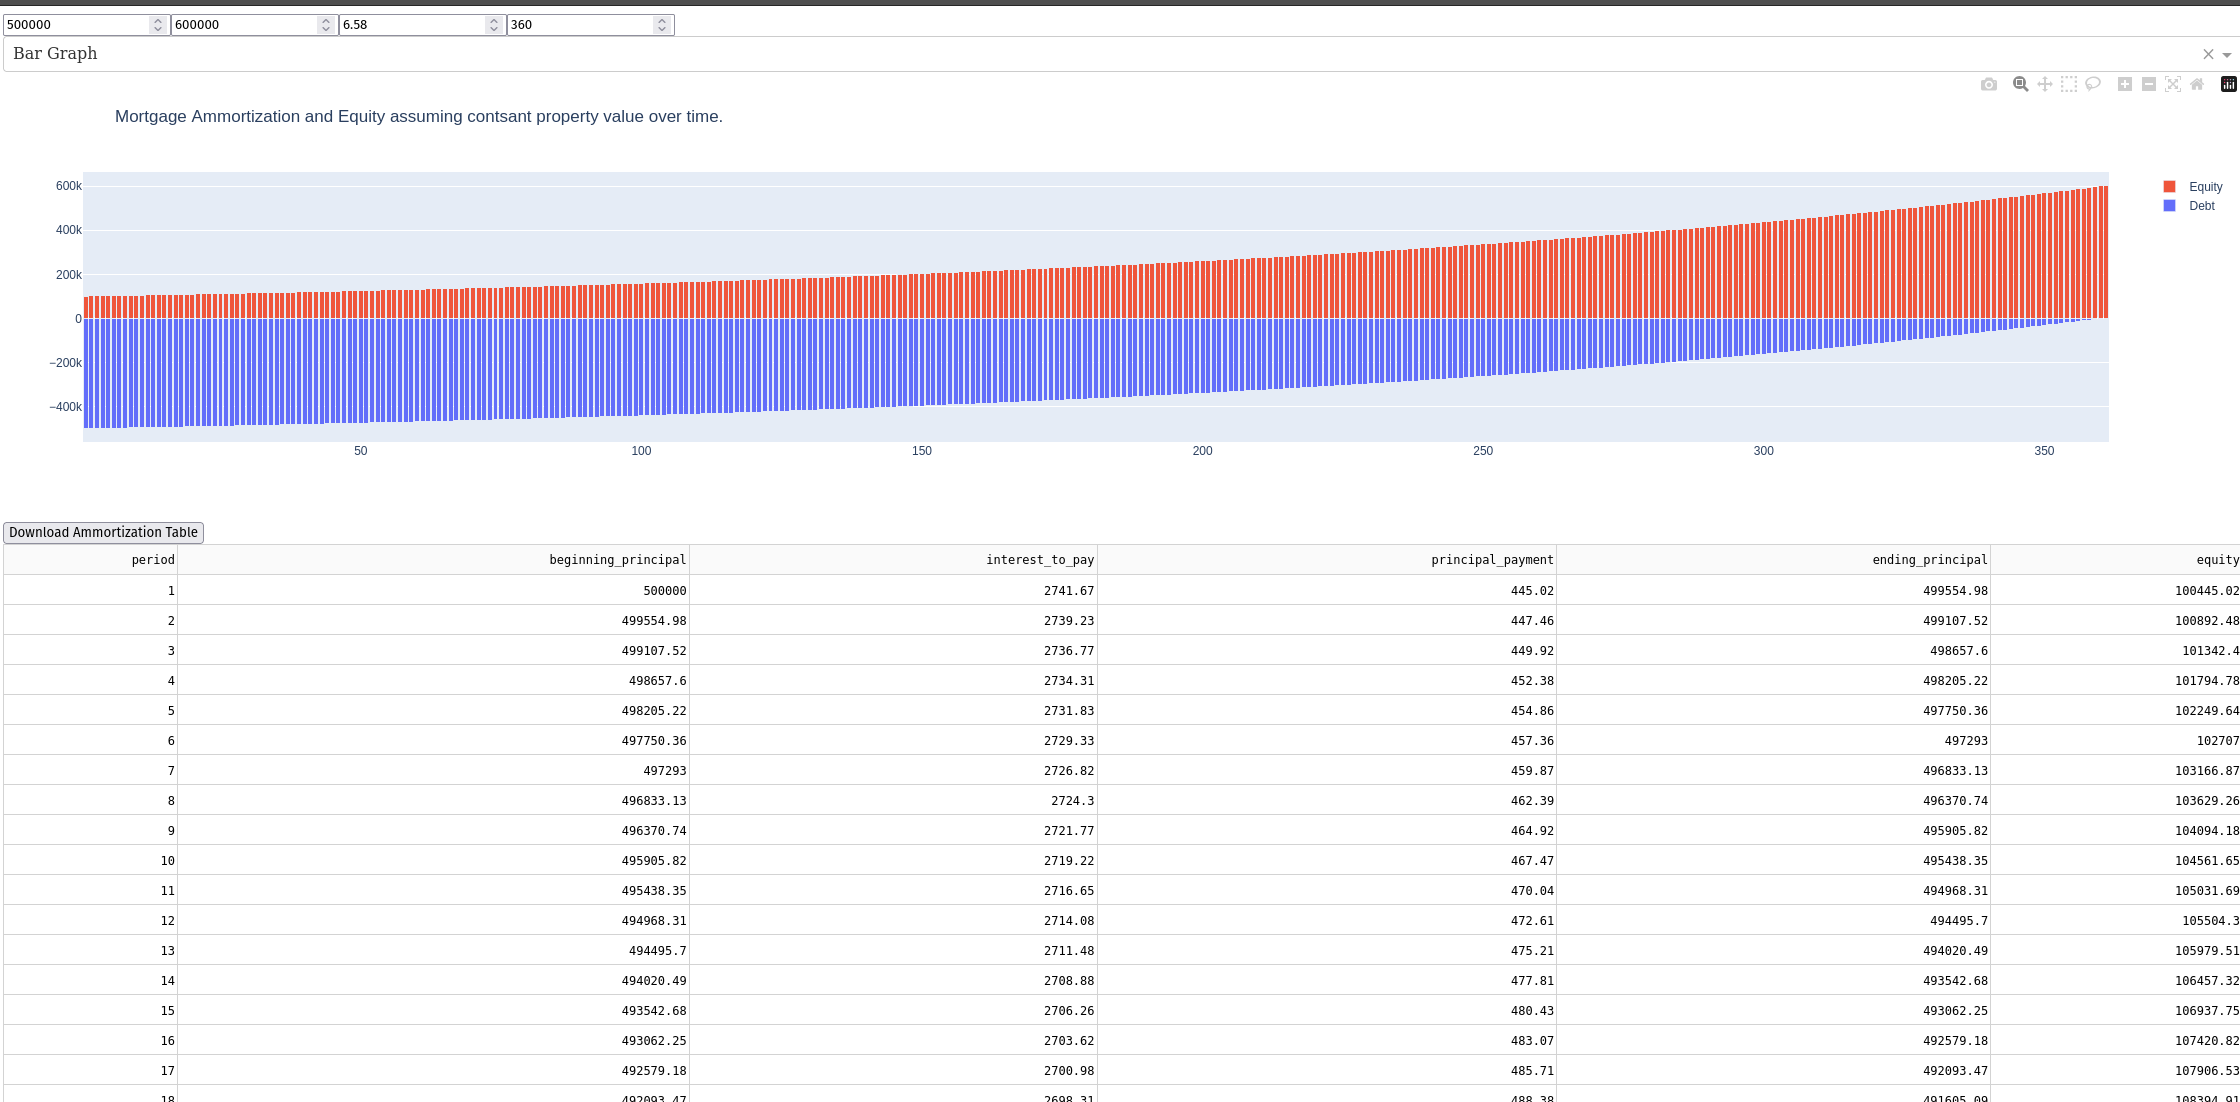 500000 600000 6.58 360
Bar Graph
Mortgage Ammortization and Equity assuming contsant property value over time.
600k
400k
200k
0
−200k
−400k
50 100 150 200 250 300 350
Equity
Debt
Download Ammortization Table
period beginning_principal interest_to_pay principal_payment ending_principal equity
1 500000 2741.67 445.02 499554.98 100445.02
2 499554.98 2739.23 447.46 499107.52 100892.48
3 499107.52 2736.77 449.92 498657.6 101342.4
4 498657.6 2734.31 452.38 498205.22 101794.78
5 498205.22 2731.83 454.86 497750.36 102249.64
6 497750.36 2729.33 457.36 497293 102707
7 497293 2726.82 459.87 496833.13 103166.87
8 496833.13 2724.3 462.39 496370.74 103629.26
9 496370.74 2721.77 464.92 495905.82 104094.18
10 495905.82 2719.22 467.47 495438.35 104561.65
11 495438.35 2716.65 470.04 494968.31 105031.69
12 494968.31 2714.08 472.61 494495.7 105504.3
13 494495.7 2711.48 475.21 494020.49 105979.51
14 494020.49 2708.88 477.81 493542.68 106457.32
15 493542.68 2706.26 480.43 493062.25 106937.75
16 493062.25 2703.62 483.07 492579.18 107420.82
17 492579.18 2700.98 485.71 492093.47 107906.53
18 492093.47 2698.31 488.38 491605.09 108394.91